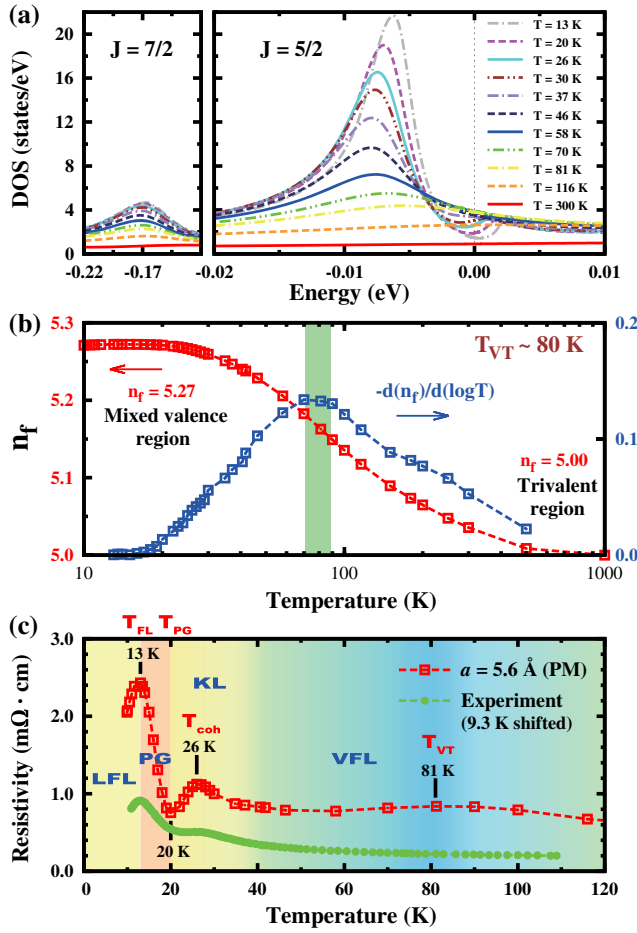 (a)
J = 7/2
J = 5/2
T = 13 K
T = 20 K
T = 26 K
T = 30 K
T = 37 K
T = 46 K
T = 58 K
T = 70 K
T = 81 K
T = 116 K
T = 300 K
DOS (states/eV)
20
16
12
8
4
0
-0.22
-0.17
-0.12
-0.02
-0.01
0.00
0.01
Energy (eV)
(b)
5.3
5.2
5.1
5.0
n_f
T_VT ~ 80 K
n_f = 5.27
Mixed valence
region
-d(n_f)/d(logT)
n_f = 5.00
Trivalent
region
0.2
0.1
0.0
10
100
1000
Temperature (K)
(c)
T_FL
T_PG
13 K
KL
T_coh
26 K
LFL
PG
20 K
VFL
T_VT
81 K
a = 5.6 Å (PM)
Experiment
(9.3 K shifted)
Resistivity (mΩ · cm)
3.0
2.0
1.0
0.0
0
20
40
60
80
100
120
Temperature (K)